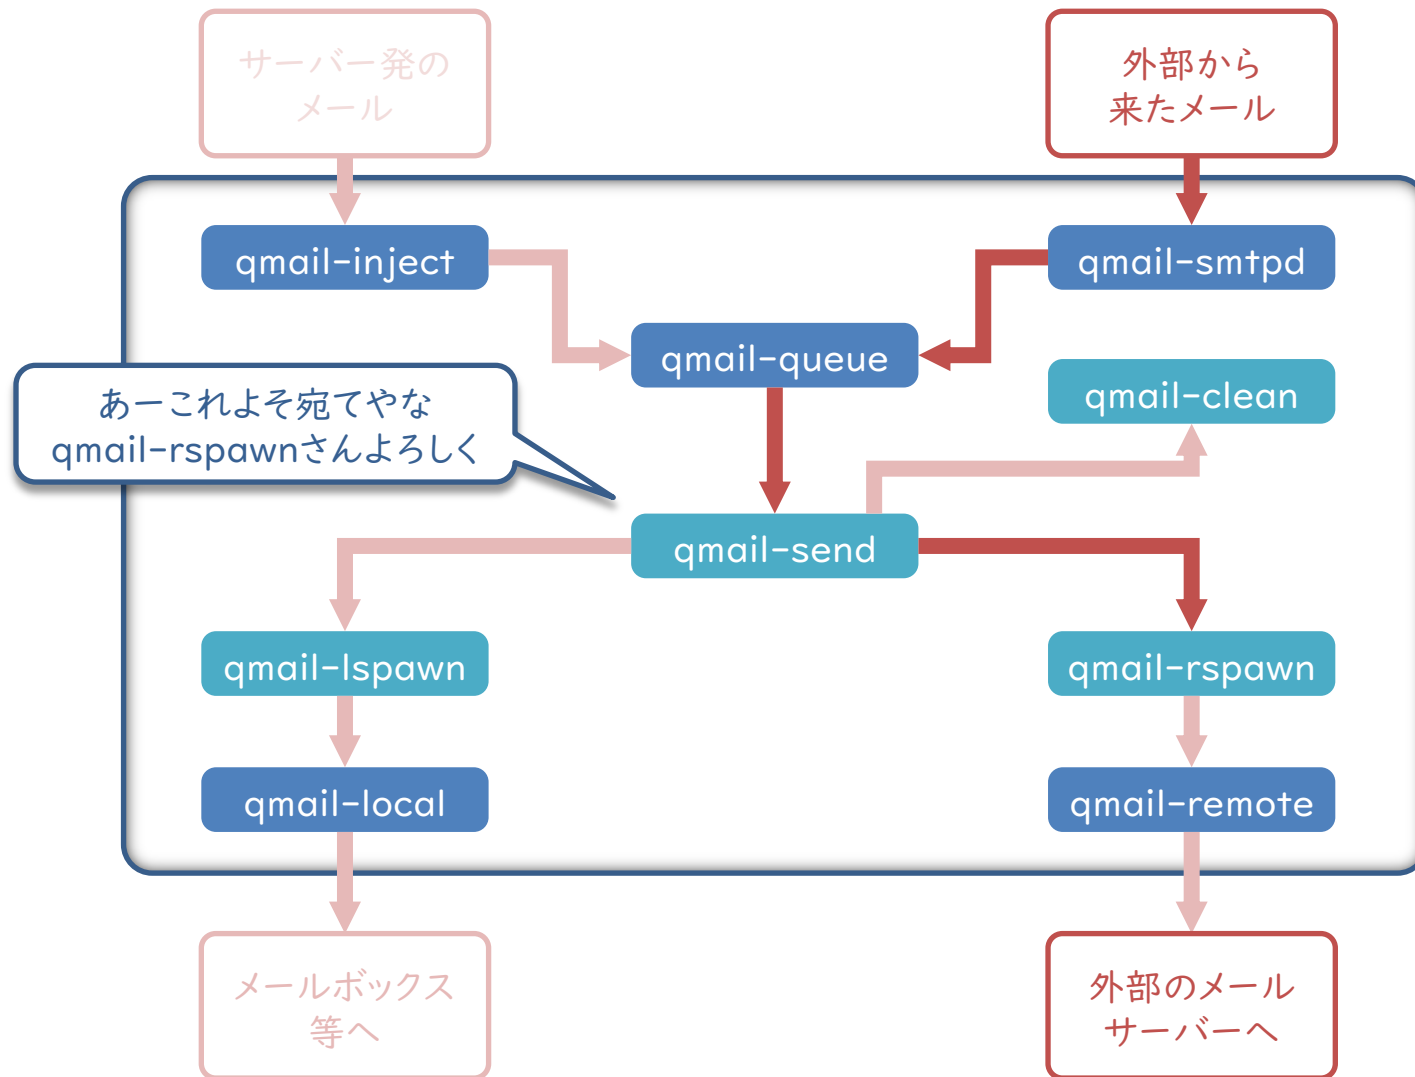 サーバー発の
メール
外部から
来たメール
qmail-inject
qmail-smtpd
qmail-queue
qmail-clean
あーこれよそ宛てやな
qmail-rspawnさんよろしく
qmail-send
qmail-lspawn
qmail-rspawn
qmail-local
qmail-remote
メールボックス
等へ
外部のメール
サーバーへ